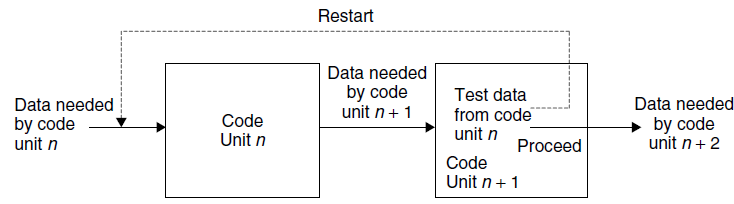 Restart
Data needed
by code
unit n
Code
Unit n
Data needed
by code
unit n + 1
Test data
from code
unit n
Proceed
Code
Unit n + 1
Data needed
by code
unit n + 2